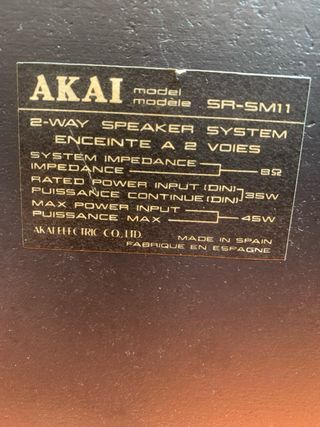 AKAI model
modèle SR-SM11
2-WAY SPEAKER SYSTEM
ENCEINTE A 2 VOIES
SYSTEM IMPEDANCE
IMPEDANCE 8Ω
RATED POWER INPUT (DIN)
PUISSANCE CONTINUE (DIN) 35W
MAX POWER INPUT
PUISSANCE MAX 45W
AKAI ELECTRIC CO., LTD. MADE IN SPAIN
FABRIQUE EN ESPAGNE